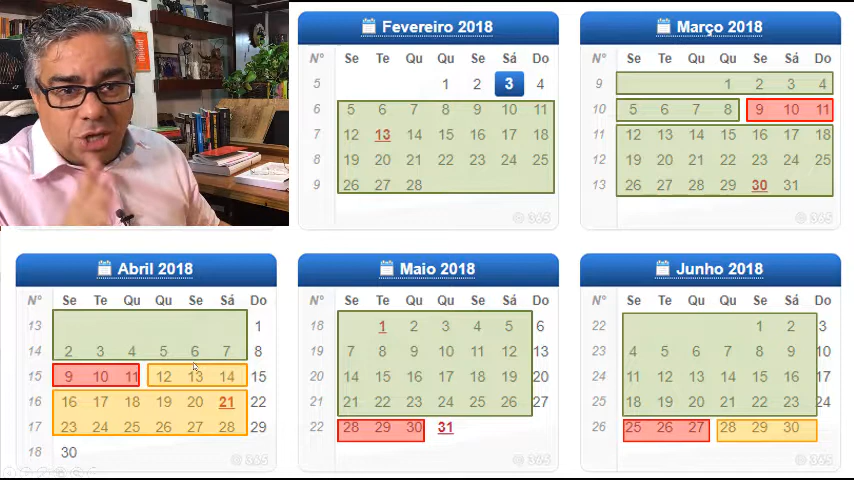 Fevereiro 2018
Nº Se Te Qu Qu Se Sá Do
5 1 2 3 4
6 5 6 7 8 9 10 11
7 12 13 14 15 16 17 18
8 19 20 21 22 23 24 25
9 26 27 28
© 365
Março 2018
Nº Se Te Qu Qu Se Sá Do
9 1 2 3 4
10 5 6 7 8 9 10 11
11 12 13 14 15 16 17 18
12 19 20 21 22 23 24 25
13 26 27 28 29 30 31
© 365
Abril 2018
Nº Se Te Qu Qu Se Sá Do
13 1
14 2 3 4 5 6 7 8
15 9 10 11 12 13 14 15
16 16 17 18 19 20 21 22
17 23 24 25 26 27 28 29
18 30
© 365
Maio 2018
Nº Se Te Qu Qu Se Sá Do
18 1 2 3 4 5 6
19 7 8 9 10 11 12 13
20 14 15 16 17 18 19 20
21 21 22 23 24 25 26 27
22 28 29 30 31
© 365
Junho 2018
Nº Se Te Qu Qu Se Sá Do
22 1 2 3
23 4 5 6 7 8 9 10
24 11 12 13 14 15 16 17
25 18 19 20 21 22 23 24
26 25 26 27 28 29 30
© 365